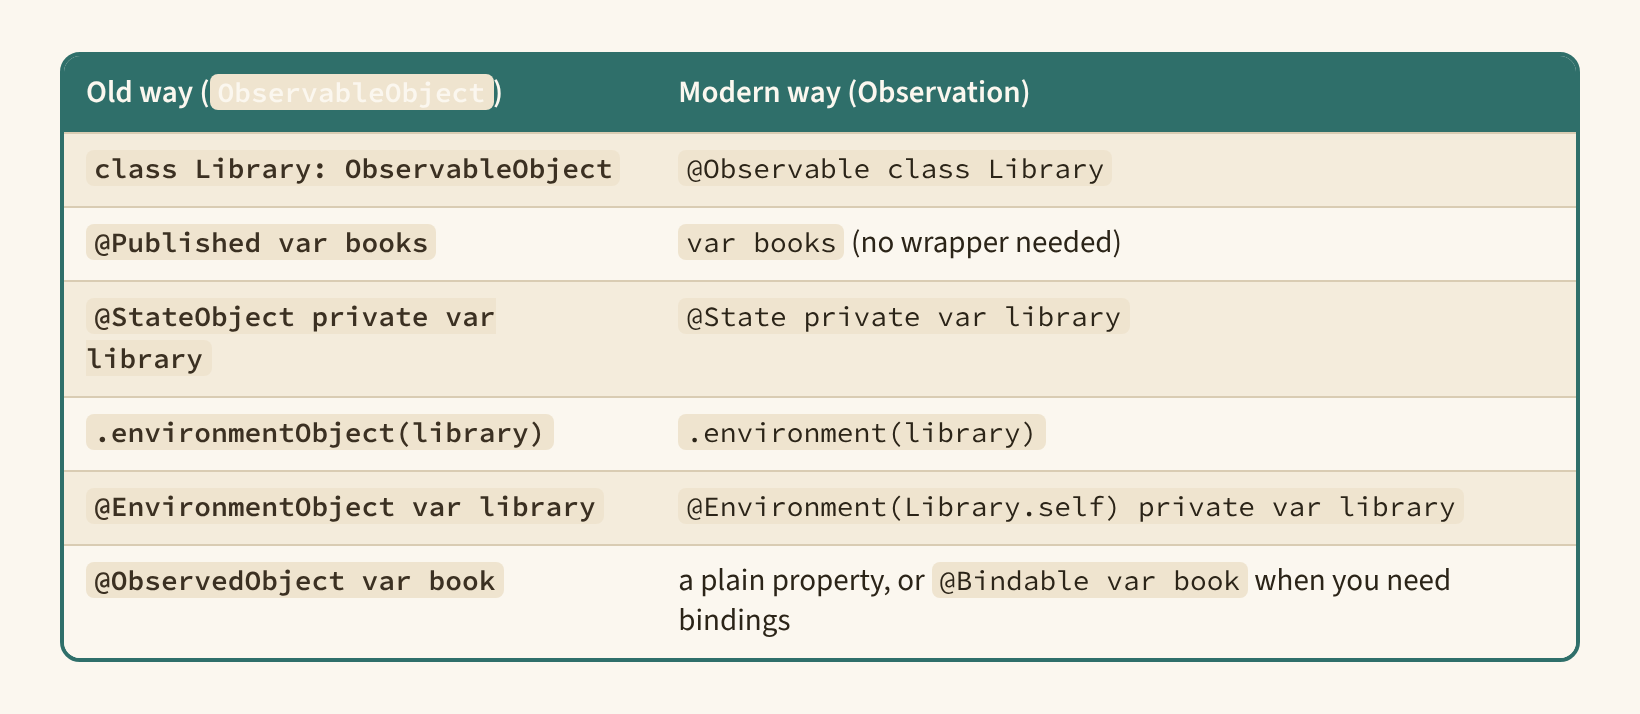 Old way (ObservableObject)
Modern way (Observation)
class Library: ObservableObject
@Observable class Library
@Published var books
var books (no wrapper needed)
@StateObject private var
library
@State private var library
.environmentObject(library)
.environment(library)
@EnvironmentObject var library
@Environment(Library.self) private var library
@ObservedObject var book
a plain property, or @Bindable var book when you need
bindings